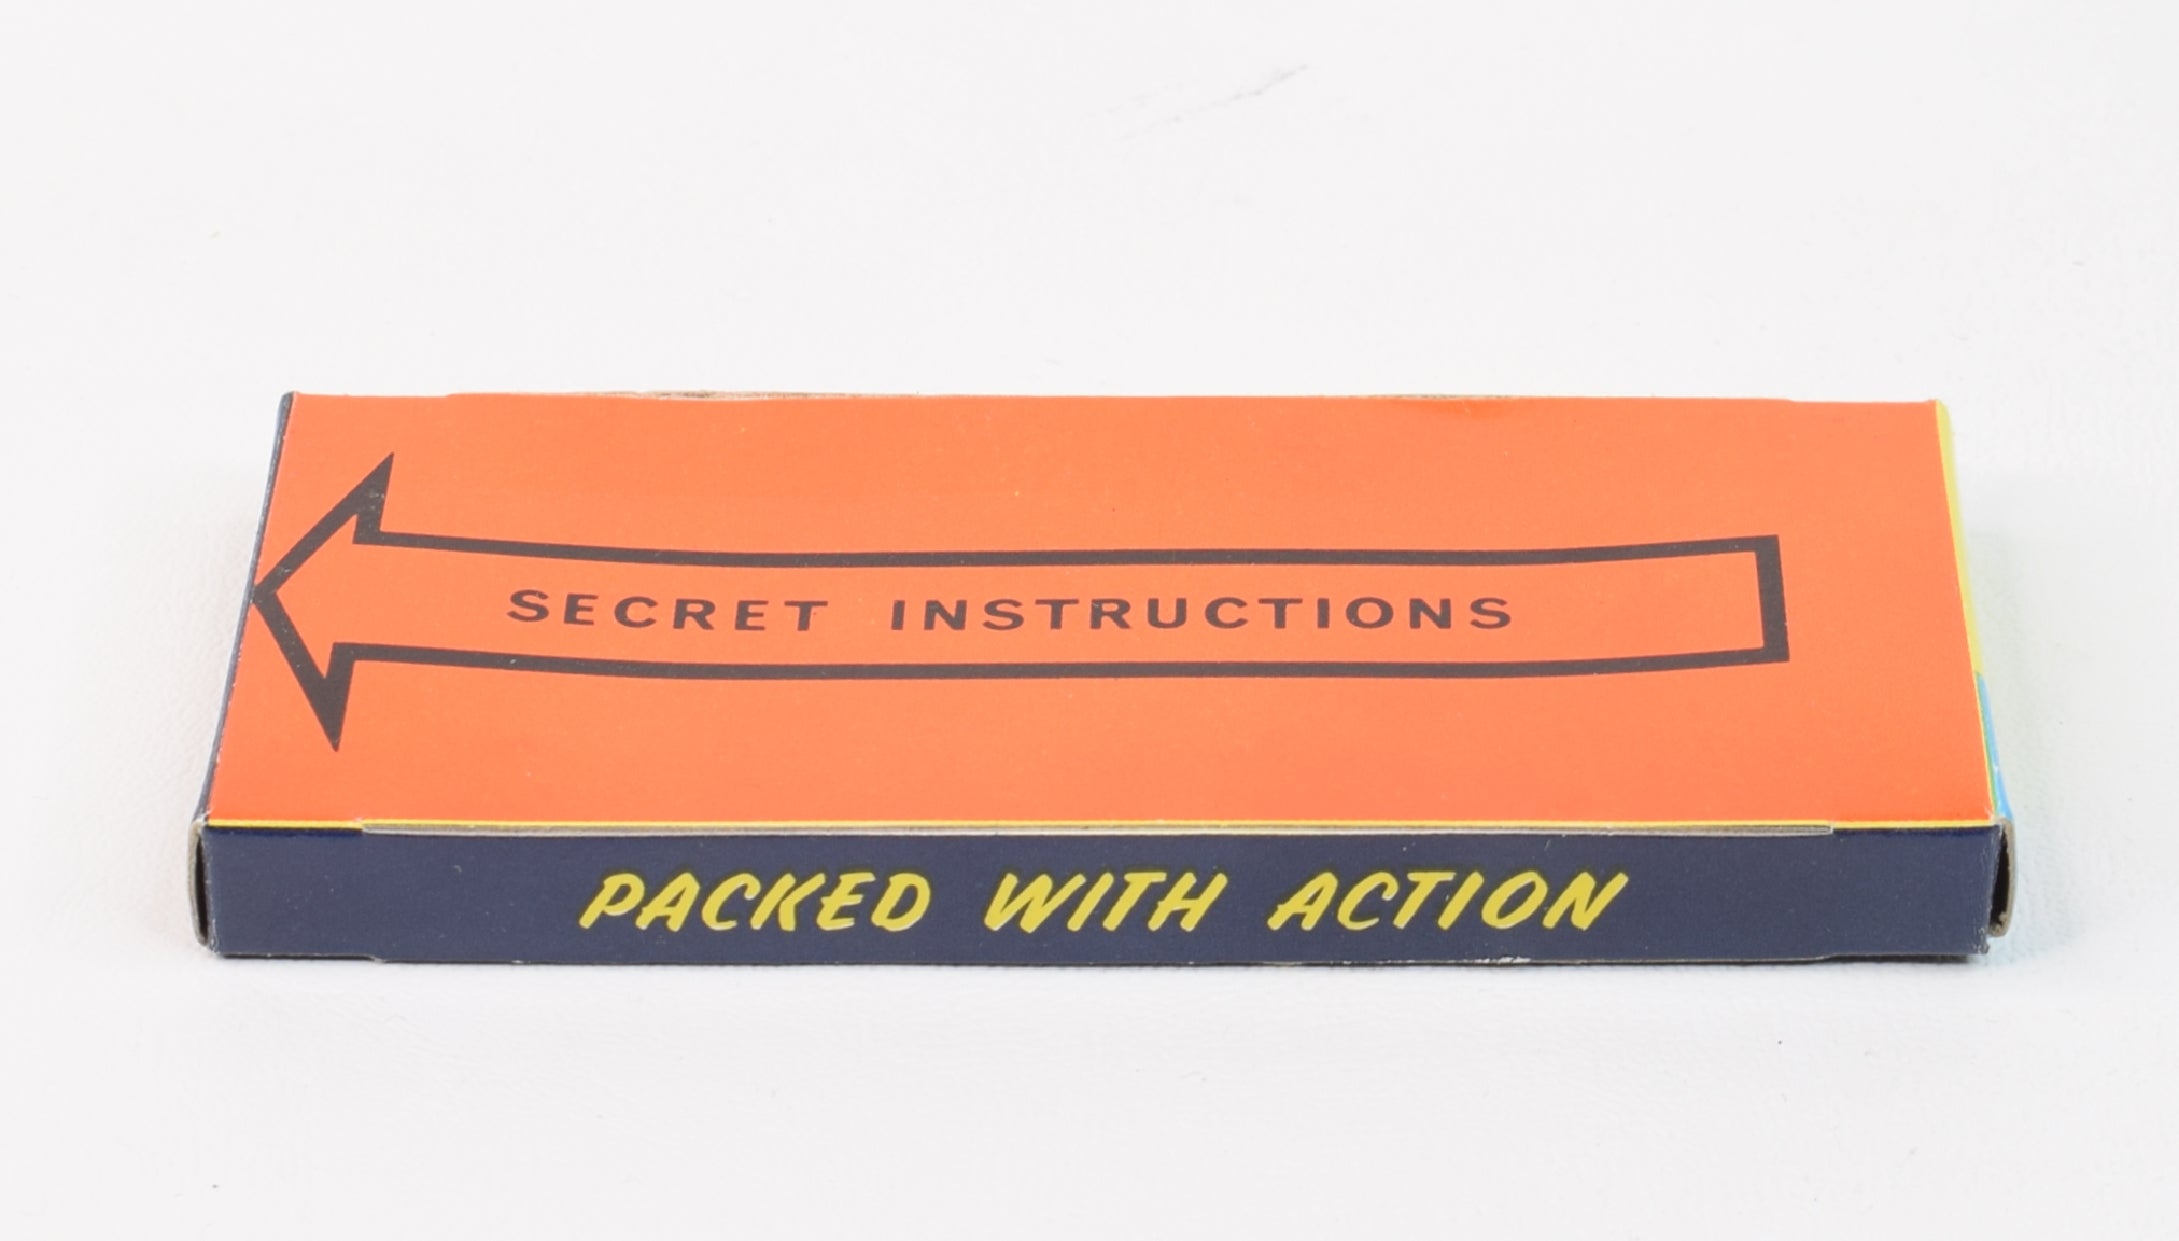 SECRET INSTRUCTIONS
PACKED WITH ACTION